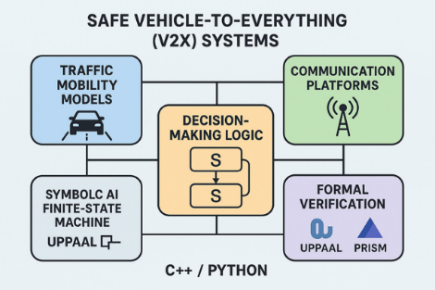 SAFE VEHICLE-TO-EVERYTHING
(V2X) SYSTEMS
TRAFFIC
MOBILITY
MODELS
COMMUNICATION
PLATFORMS
DECISION-
MAKING LOGIC
S
S
SYMBOLC AI
FINITE-STATE
MACHINE
UPPAAL
FORMAL
VERIFICATION
UPPAAL
PRISM
C++ / PYTHON